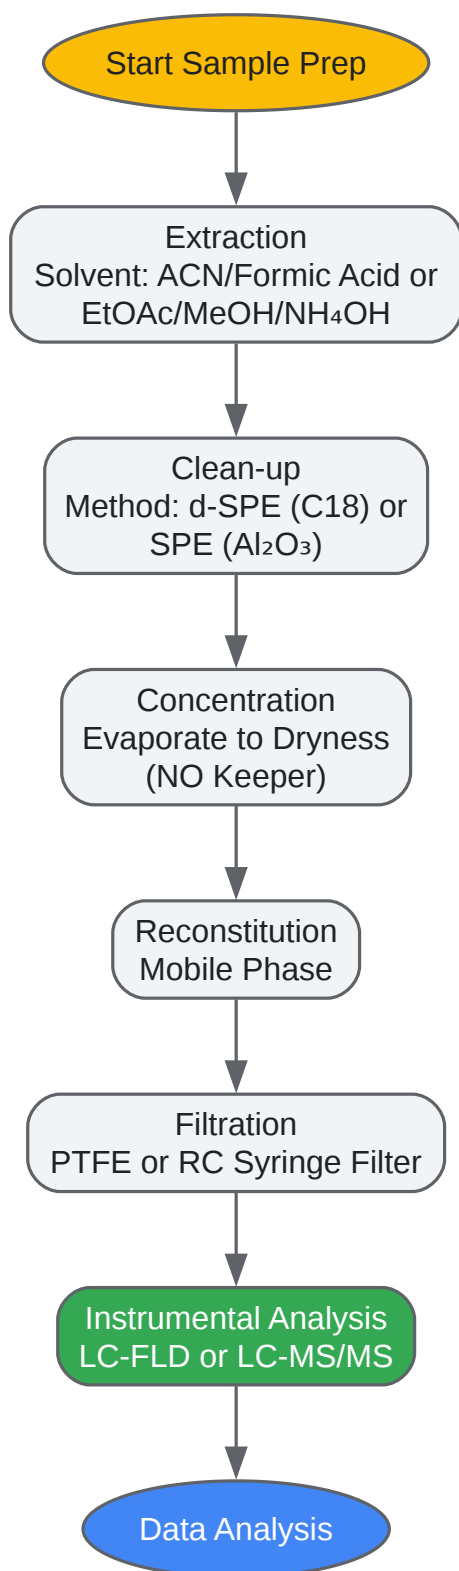 Start Sample Prep
Extraction
Solvent: ACN/Formic Acid or
EtOAc/MeOH/NH₄OH
Clean-up
Method: d-SPE (C18) or
SPE (Al₂O₃)
Concentration
Evaporate to Dryness
(NO Keeper)
Reconstitution
Mobile Phase
Filtration
PTFE or RC Syringe Filter
Instrumental Analysis
LC-FLD or LC-MS/MS
Data Analysis